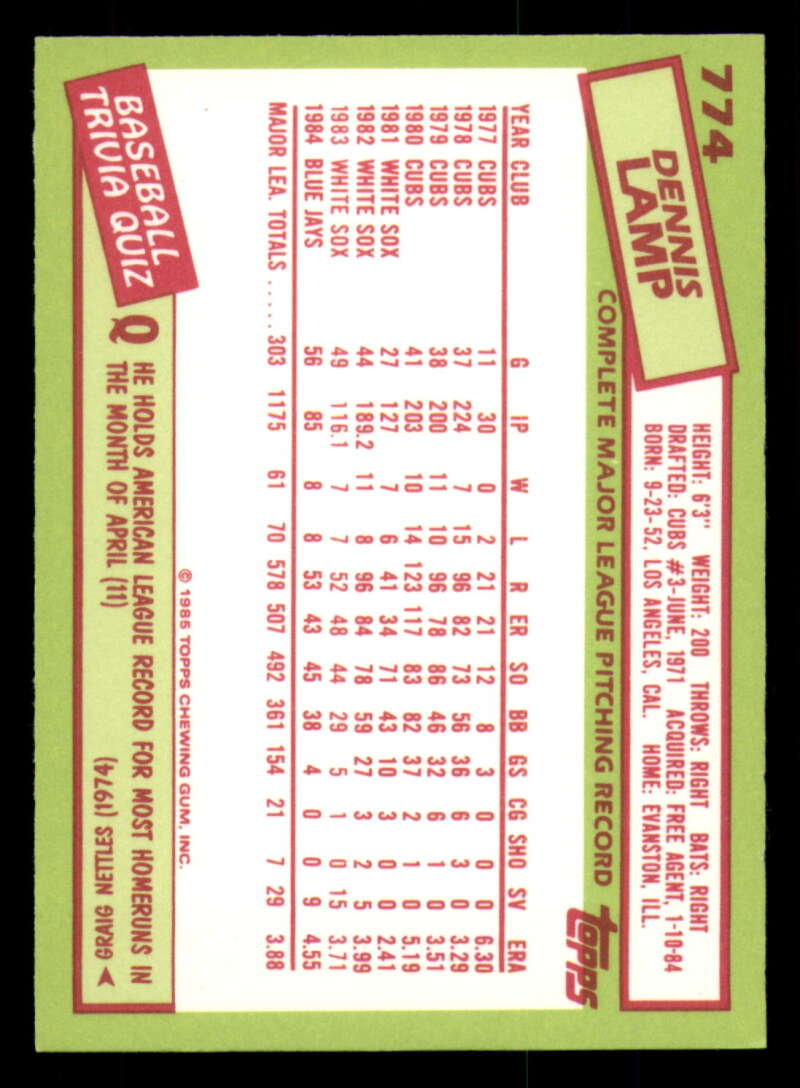 774
DENNIS
LAMP
HEIGHT: 6'3" WEIGHT: 200 THROWS: RIGHT BATS: RIGHT
DRAFTED: CUBS #3-JUNE, 1971 ACQUIRED: FREE AGENT, 1-10-84
BORN: 9-23-52, LOS ANGELES, CAL. HOME: EVANSTON, ILL.
COMPLETE MAJOR LEAGUE PITCHING RECORD
topps
YEAR CLUB G IP W L R ER SO BB GS CG SHO SV ERA
1977 CUBS 11 30 0 2 21 21 12 8 3 0 0 0 6.30
1978 CUBS 37 224 7 15 96 82 73 56 36 6 3 0 3.29
1979 CUBS 38 200 11 10 96 78 86 46 32 6 1 0 3.51
1980 CUBS 41 203 10 14 123 117 83 82 37 2 1 0 5.19
1981 WHITE SOX 27 127 7 6 41 34 71 43 10 3 0 0 2.41
1982 WHITE SOX 44 189.2 11 8 96 84 78 59 27 3 2 5 3.99
1983 WHITE SOX 49 116.1 7 7 52 48 44 29 5 1 0 15 3.71
1984 BLUE JAYS 56 85 8 8 53 43 45 38 4 0 0 9 4.55
MAJOR LEA. TOTALS ..... 303 1175 61 70 578 507 492 361 154 21 7 29 3.88
© 1985 TOPPS CHEWING GUM, INC.
BASEBALL
TRIVIA QUIZ
Q HE HOLDS AMERICAN LEAGUE RECORD FOR MOST HOMERUNS IN
THE MONTH OF APRIL (11)
GRAIG NETTLES (1974)